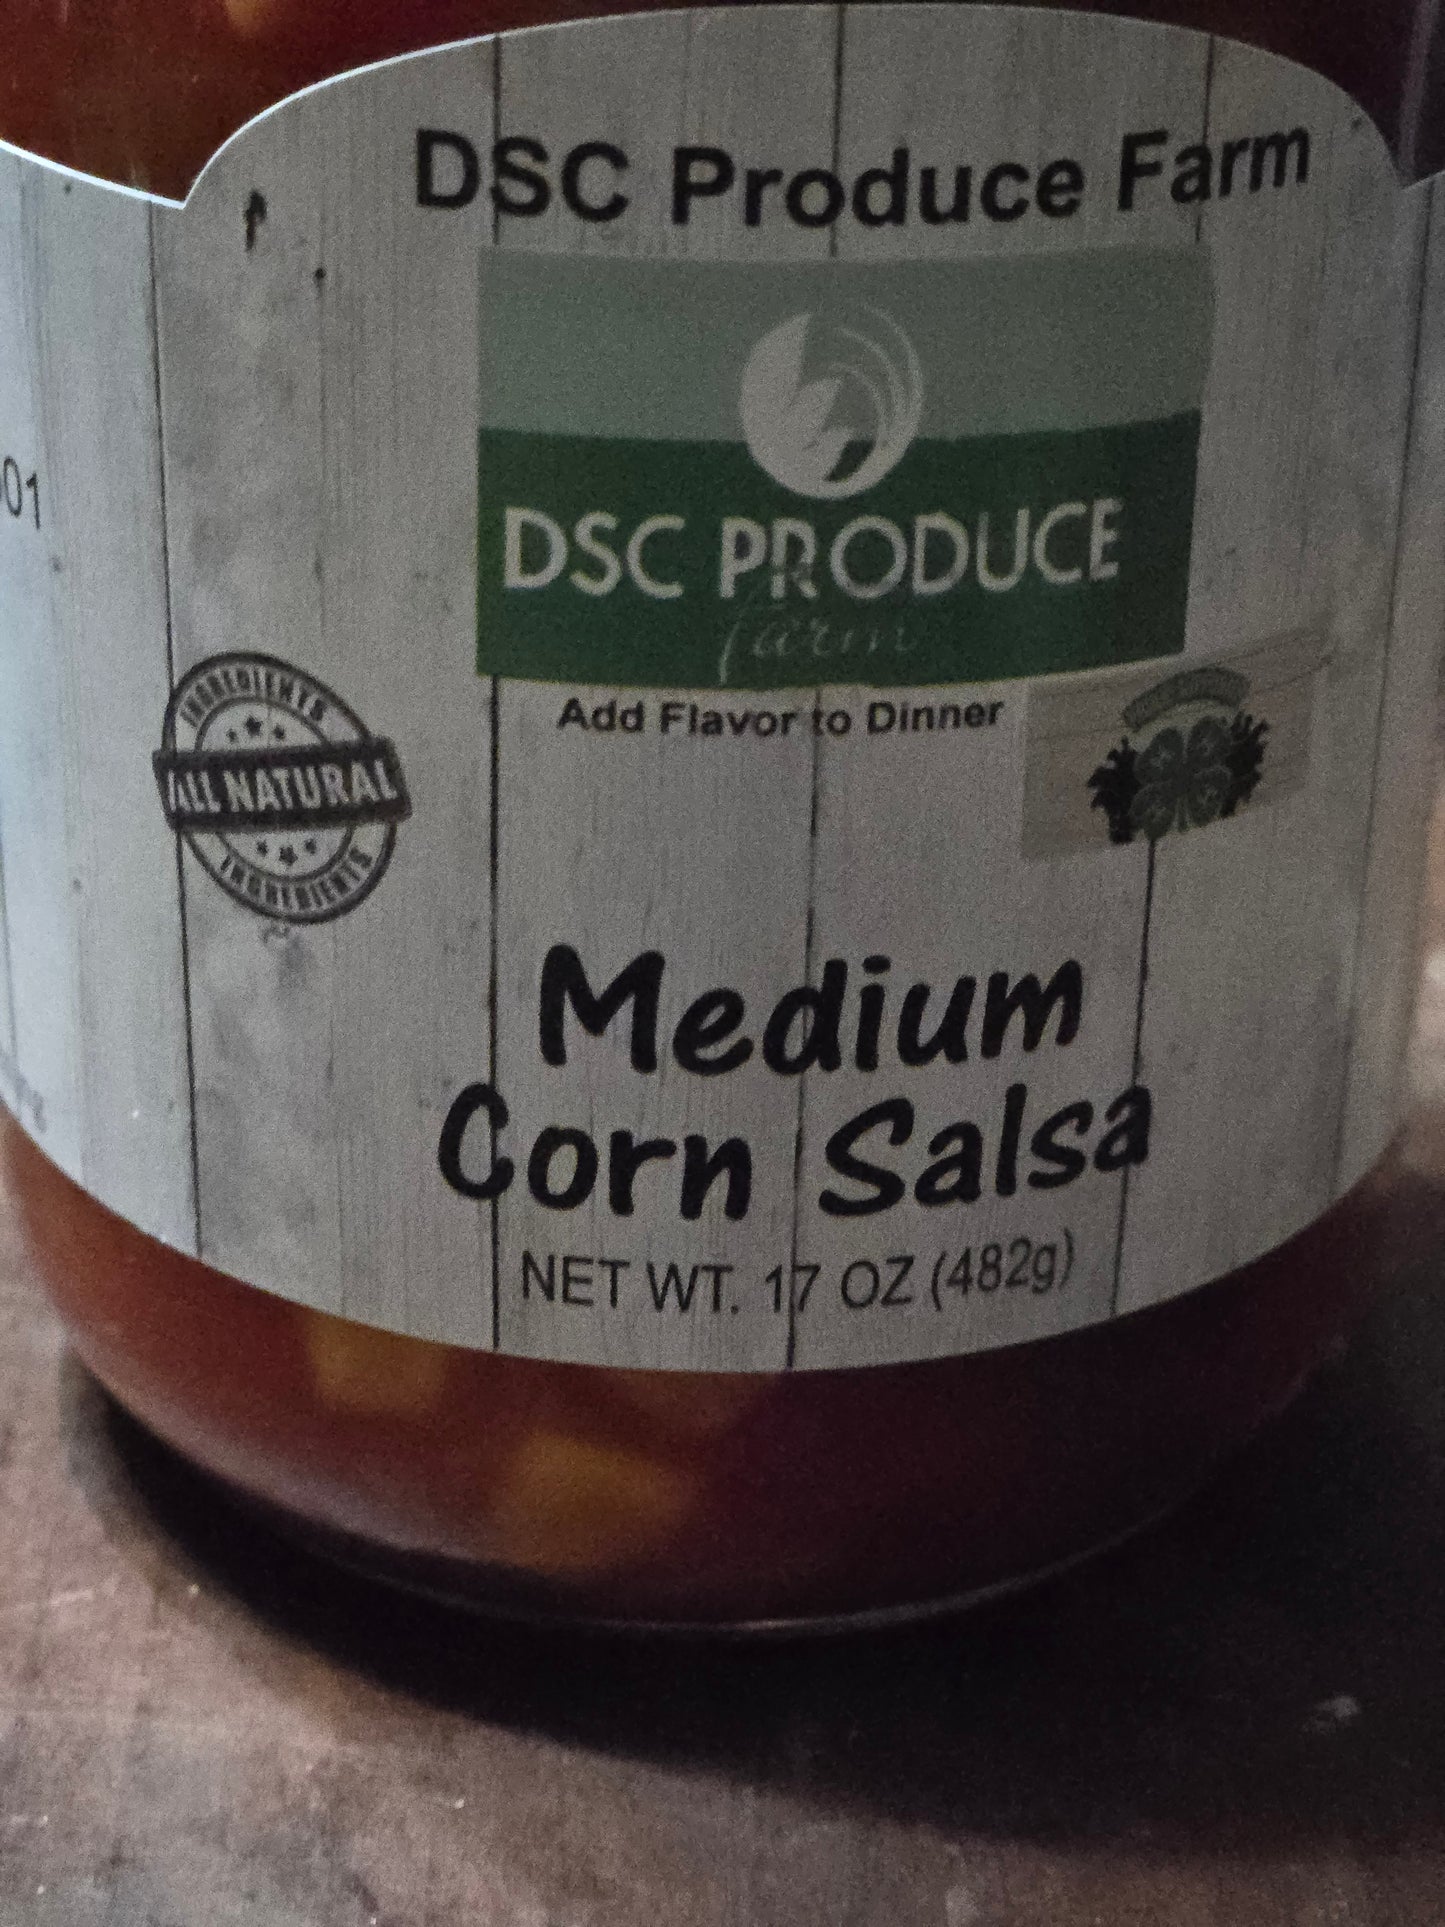 DSC Produce Farm
DSC PRODUCE
farm
Add Flavor to Dinner
INGREDIENTS
ALL NATURAL
INGREDIENTS
Medium
Corn Salsa
NET WT. 17 OZ (482g)
01